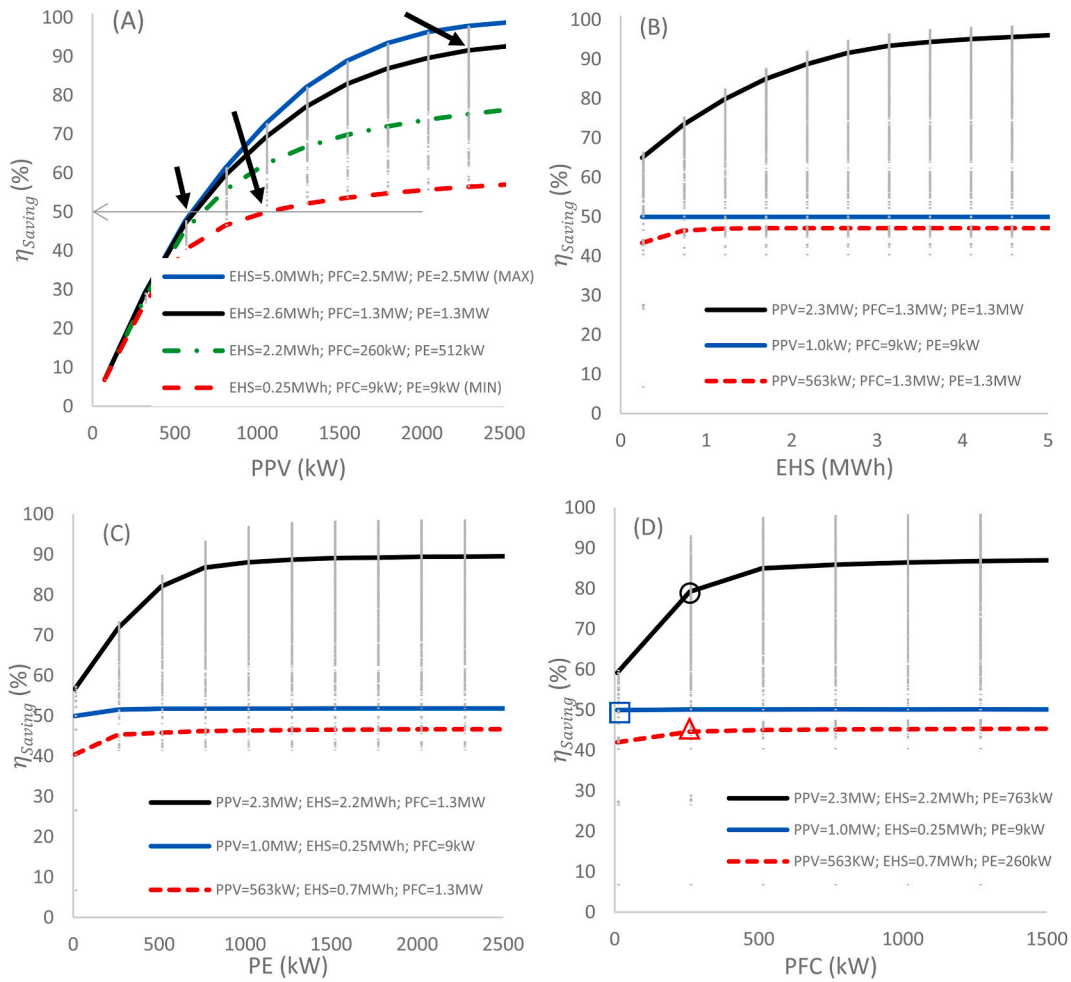 (A)
100
90
80
70
60
50
40
30
20
10
0
ηSaving (%)
EHS=5.0MWh; PFC=2.5MW; PE=2.5MW (MAX)
EHS=2.6MWh; PFC=1.3MW; PE=1.3MW
EHS=2.2MWh; PFC=260kW; PE=512kW
EHS=0.25MWh; PFC=9kW; PE=9kW (MIN)
0 500 1000 1500 2000 2500
PPV (kW)
(B)
100
90
80
70
60
50
40
30
20
10
0
ηSaving (%)
PPV=2.3MW; PFC=1.3MW; PE=1.3MW
PPV=1.0kW; PFC=9kW; PE=9kW
PPV=563kW; PFC=1.3MW; PE=1.3MW
0 1 2 3 4 5
EHS (MWh)
(C)
100
90
80
70
60
50
40
30
20
10
0
ηSaving (%)
PPV=2.3MW; EHS=2.2MWh; PFC=1.3MW
PPV=1.0MW; EHS=0.25MWh; PFC=9kW
PPV=563kW; EHS=0.7MWh; PFC=1.3MW
0 500 1000 1500 2000 2500
PE (kW)
(D)
100
90
80
70
60
50
40
30
20
10
0
ηSaving (%)
PPV=2.3MW; EHS=2.2MWh; PE=763kW
PPV=1.0MW; EHS=0.25MWh; PE=9kW
PPV=563KW; EHS=0.7MWh; PE=260kW
0 500 1000 1500
PFC (kW)